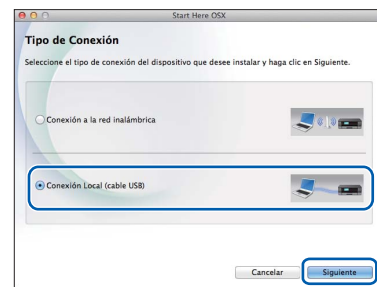 Start Here OSX
Tipo de Conexión
Seleccione el tipo de conexión del dispositivo que desee instalar y haga clic en Siguiente.
Conexión a la red inalámbrica
Conexión Local (cable USB)
Cancelar
Siguiente